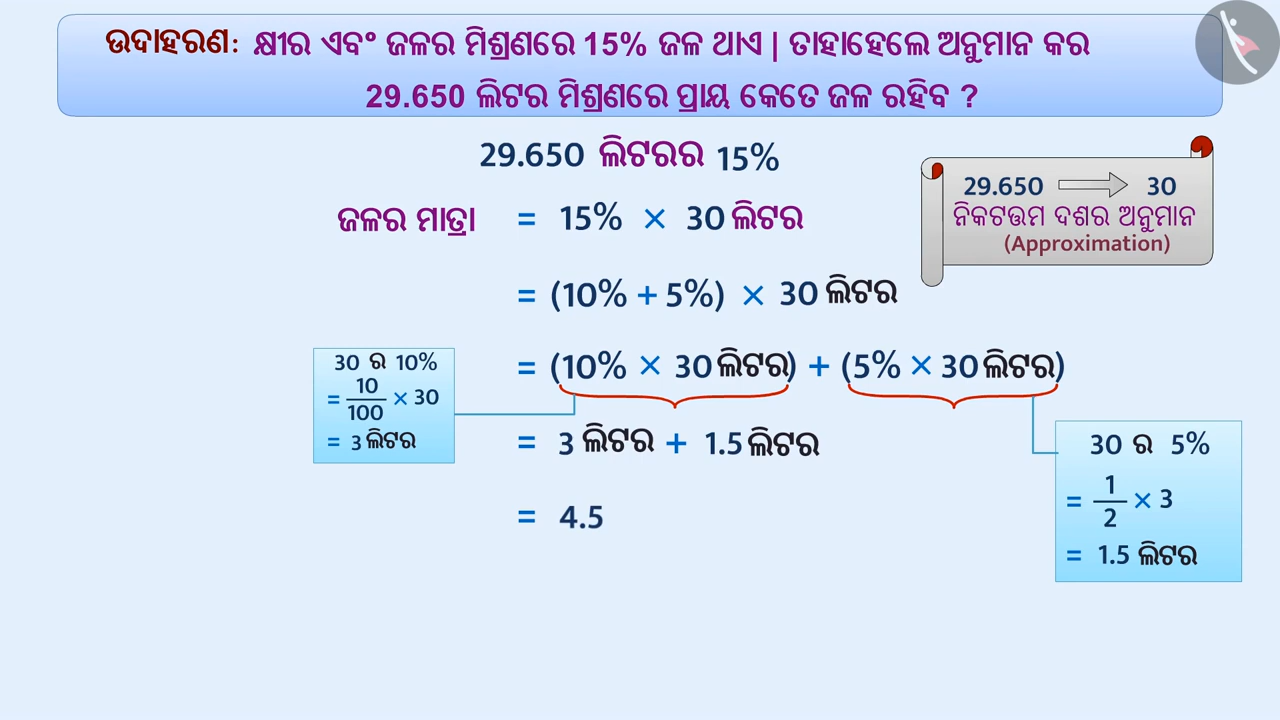 ଉଦାହରଣ: କ୍ଷୀର ଏବଂ ଜଳର ମିଶ୍ରଣରେ 15% ଜଳ ଥାଏ | ତାହାହେଲେ ଅନୁମାନ କର
29.650 ଲିଟର ମିଶ୍ରଣରେ ପ୍ରାୟ କେତେ ଜଳ ରହିବ ?
29.650 ଲିଟରର 15%
29.650 ⟶ 30
ନିକଟତ୍ତମ ଦଶର ଅନୁମାନ
(Approximation)
ଜଳର ମାତ୍ରା = 15% × 30 ଲିଟର
= (10% + 5%) × 30 ଲିଟର
= (10% × 30 ଲିଟର) + (5% × 30 ଲିଟର)
30 ର 10%
= 10/100 × 30
= 3 ଲିଟର
= 3 ଲିଟର + 1.5 ଲିଟର
30 ର 5%
= 1/2 × 3
= 1.5 ଲିଟର
= 4.5